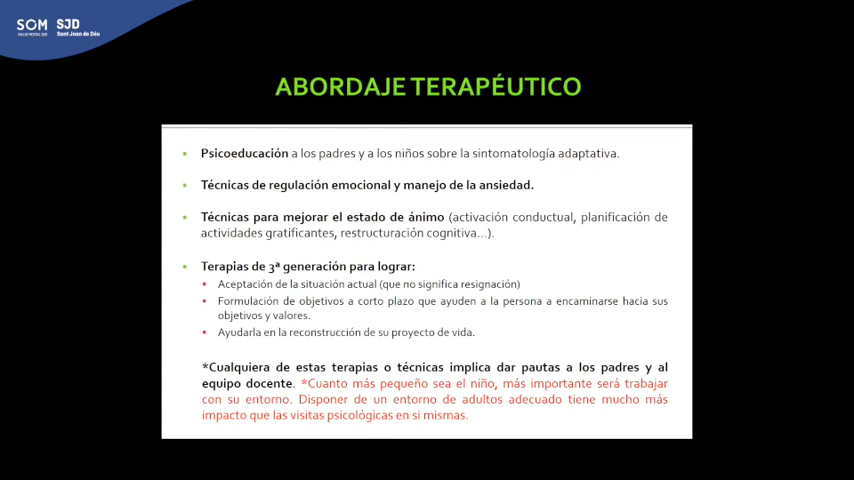 SOM
SALUD MENTAL 360
SJD
Sant Joan de Déu
ABORDAJE TERAPÉUTICO
Psicoeducación a los padres y a los niños sobre la sintomatología adaptativa.
Técnicas de regulación emocional y manejo de la ansiedad.
Técnicas para mejorar el estado de ánimo (activación conductual, planificación de
actividades gratificantes, restructuración cognitiva...).
Terapias de 3ª generación para lograr:
Aceptación de la situación actual (que no significa resignación)
Formulación de objetivos a corto plazo que ayuden a la persona a encaminarse hacia sus
objetivos y valores.
Ayudarla en la reconstrucción de su proyecto de vida.
*Cualquiera de estas terapias o técnicas implica dar pautas a los padres y al
equipo docente. *Cuanto más pequeño sea el niño, más importante será trabajar
con su entorno. Disponer de un entorno de adultos adecuado tiene mucho más
impacto que las visitas psicológicas en si mismas.